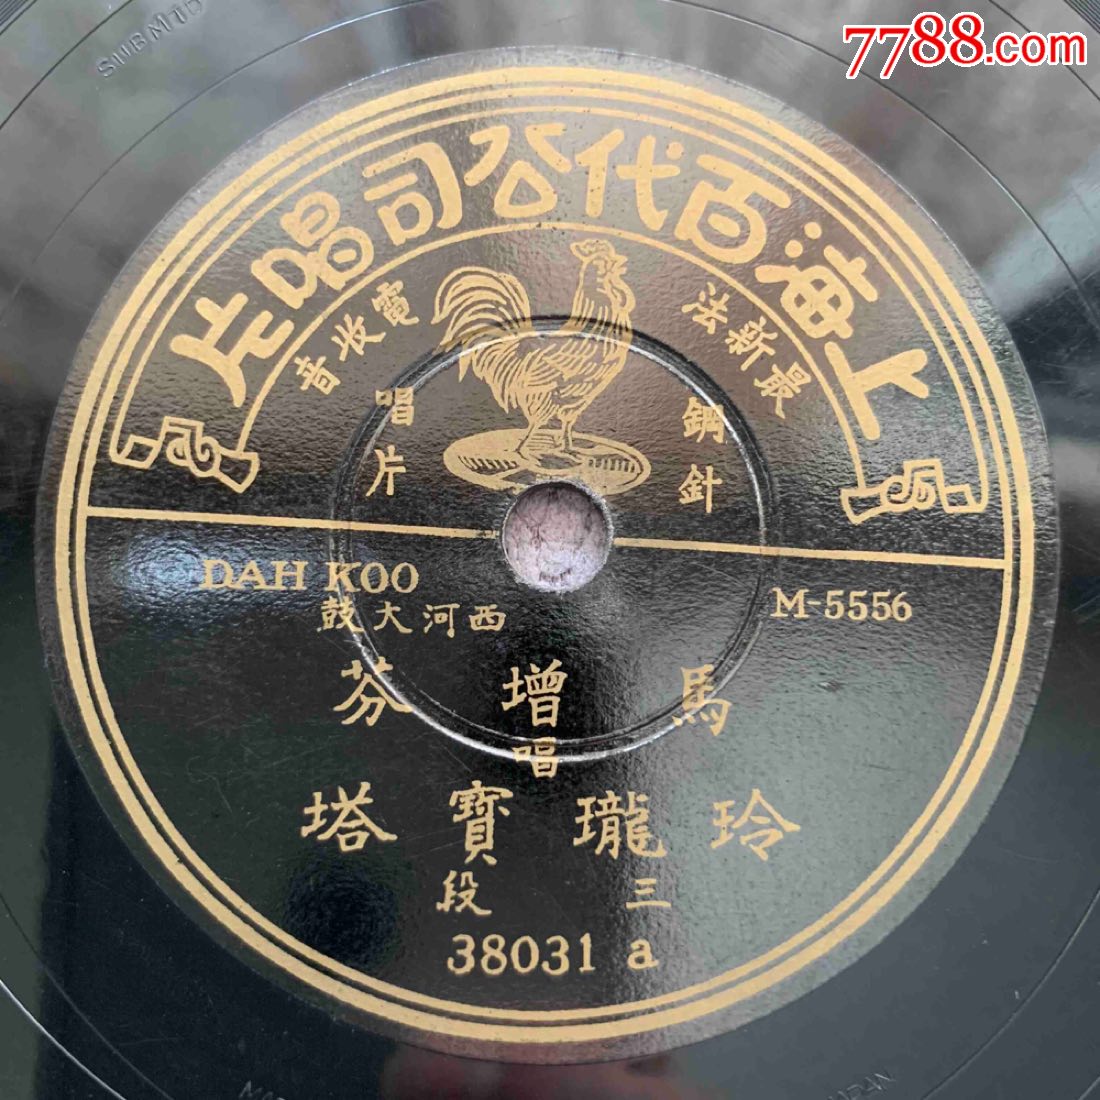 7788.com
上海百代公司唱片
最新法
電收音
鋼針
唱片
DAH KOO
西河大鼓
M-5556
馬增芬
唱
玲瓏寶塔
三段
38031 a